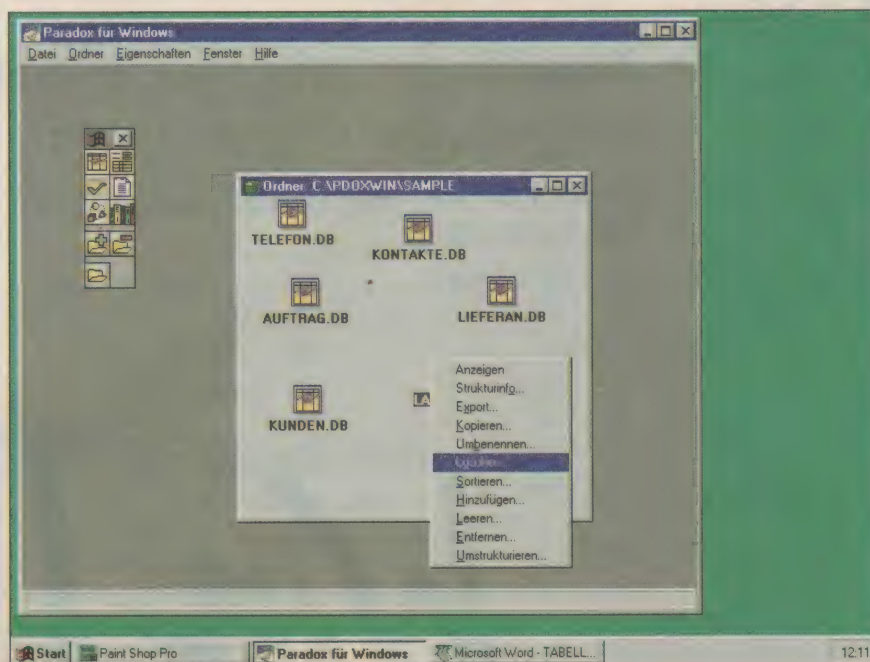 Paradox für Windows
Datei Ordner Eigenschaften Fenster Hilfe
Ordner C:\PDOXWIN\SAMPLE
TELEFON.DB
KONTAKTE.DB
AUFTRAG.DB
LIEFERAN.DB
KUNDEN.DB
LA
Anzeigen
Strukturinfo...
Export...
Kopieren...
Umbenennen...
Sortieren...
Hinzufügen...
Leeren...
Entfernen...
Umstrukturieren...
Start Paint Shop Pro Paradox für Windows Microsoft Word - TABELL... 12:11